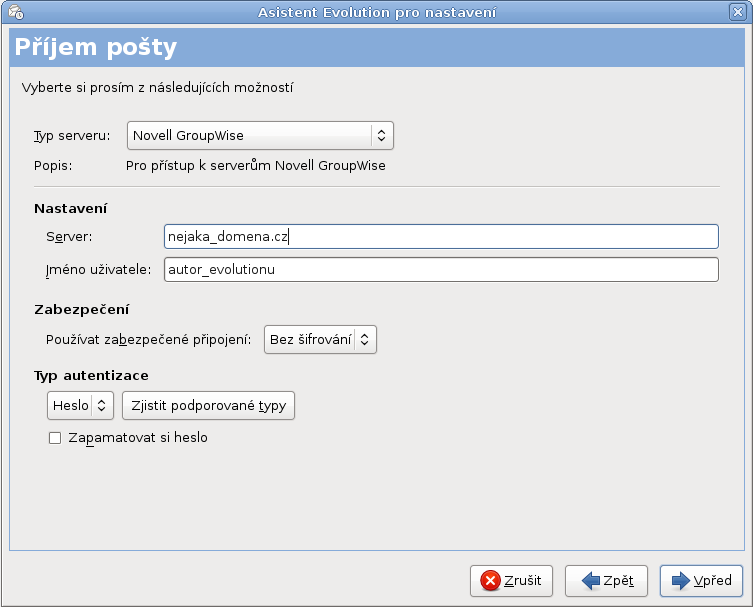 Asistent Evolution pro nastavení
Příjem pošty
Vyberte si prosím z následujících možností
Typ serveru: Novell GroupWise
Popis: Pro přístup k serverům Novell GroupWise
Nastavení
Server: nejaka_domena.cz
Jméno uživatele: autor_evolutionu
Zabezpečení
Používat zabezpečené připojení: Bez šifrování
Typ autentizace
Heslo Zjistit podporované typy
Zapamatovat si heslo
Zrušit Zpět Vpřed